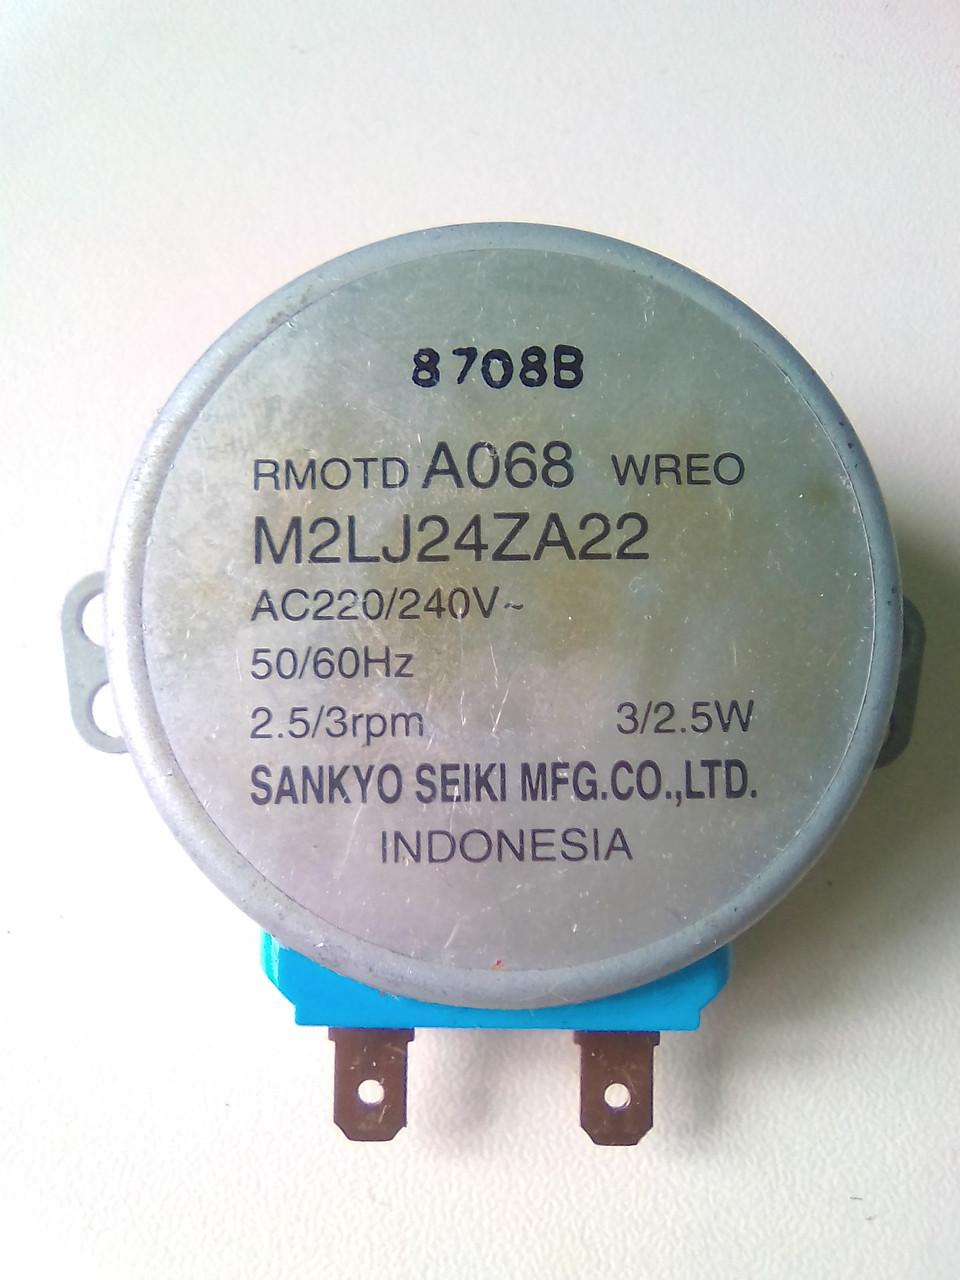 8708B
RMOTD A068 WREO
M2LJ24ZA22
AC220/240V~
50/60Hz
2.5/3rpm 3/2.5W
SANKYO SEIKI MFG.CO.,LTD.
INDONESIA